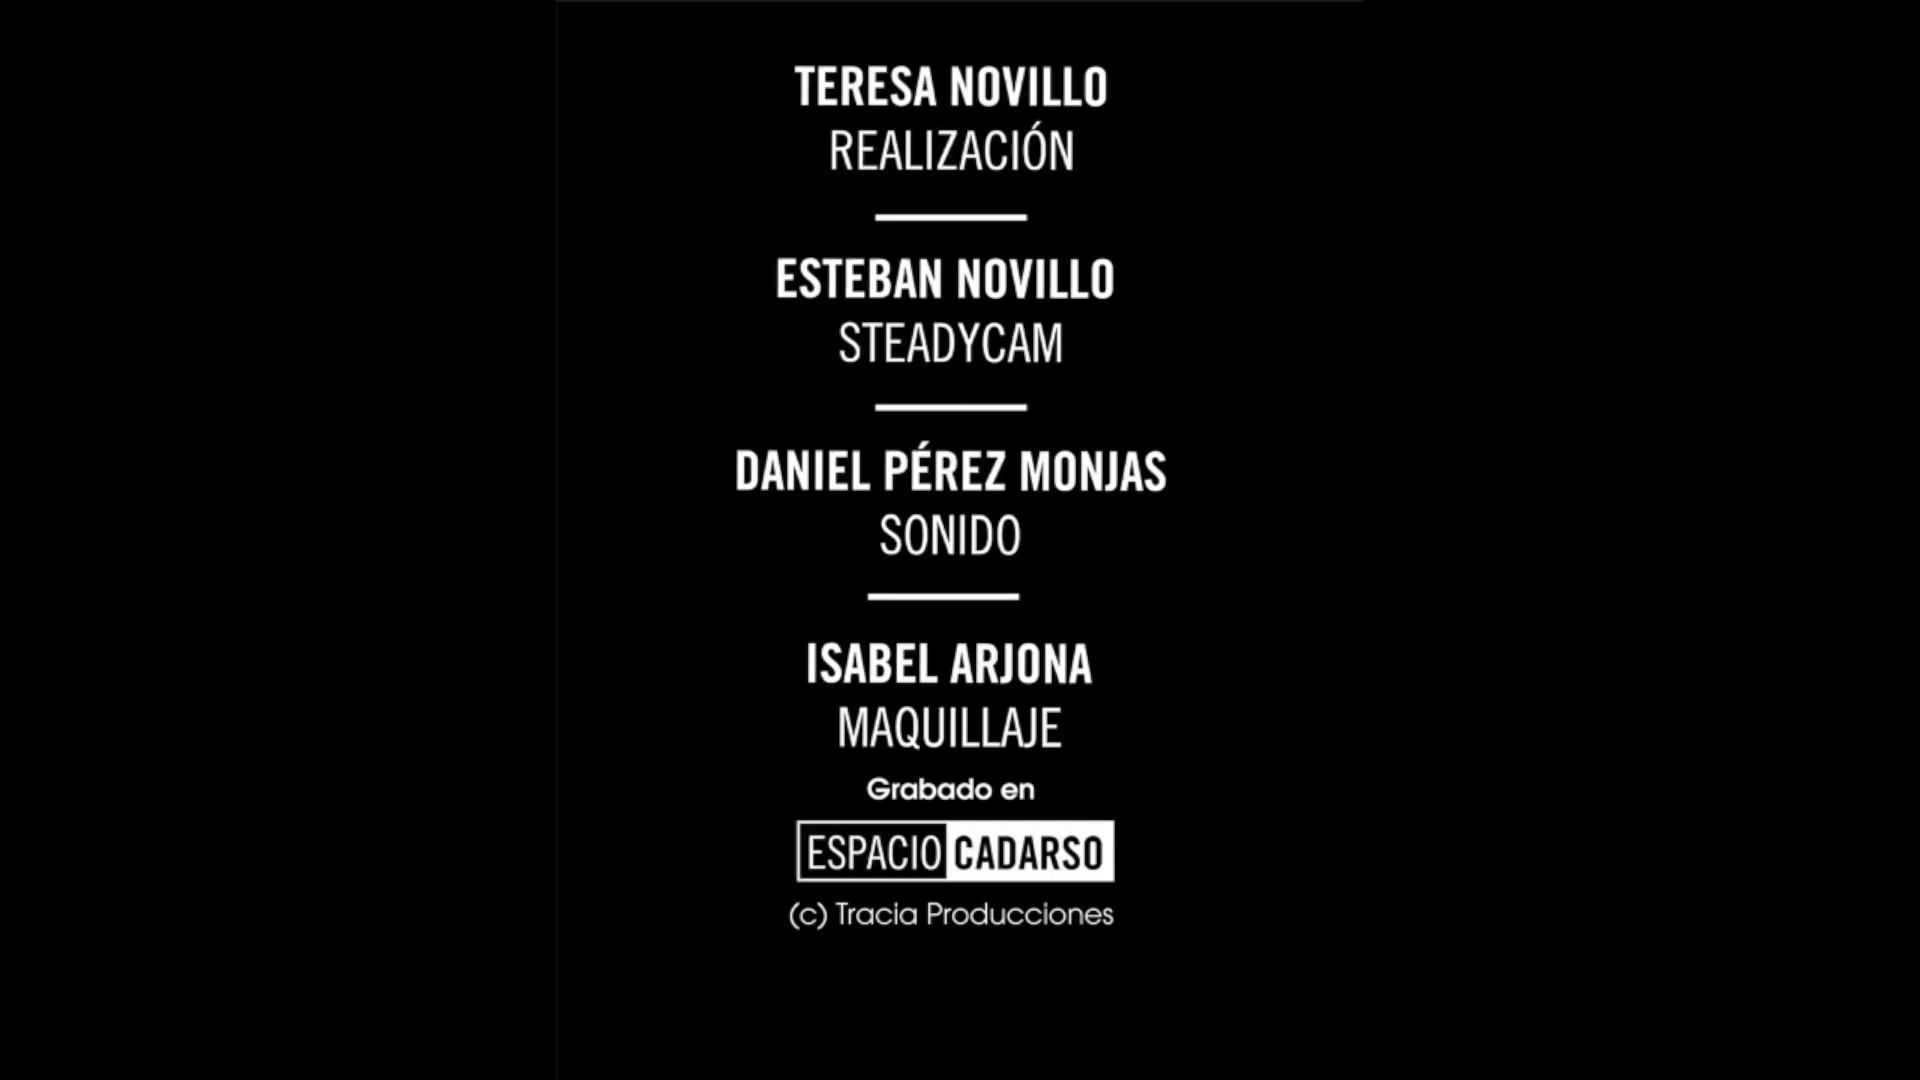 TERESA NOVILLO
REALIZACIÓN
ESTEBAN NOVILLO
STEADYCAM
DANIEL PÉREZ MONJAS
SONIDO
ISABEL ARJONA
MAQUILLAJE
Grabado en
ESPACIO CADARSO
(c) Tracia Producciones